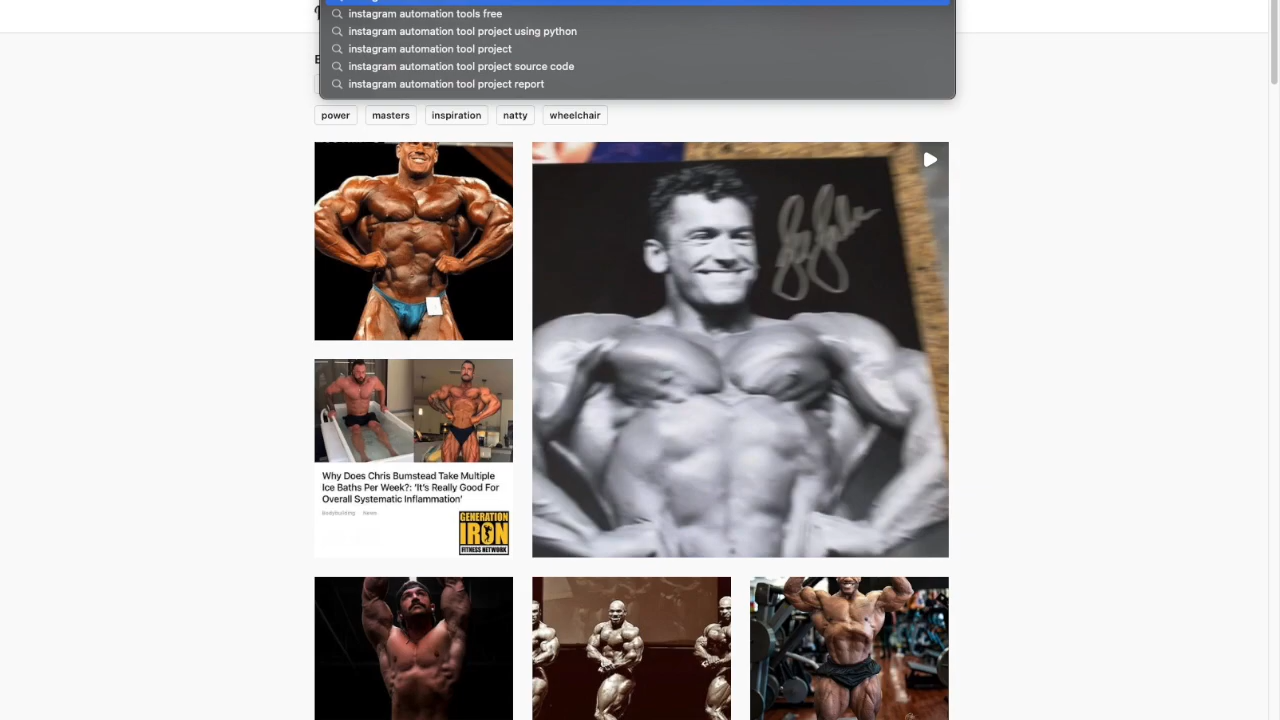 instagram automation tools free
instagram automation tool project using python
instagram automation tool project
instagram automation tool project source code
instagram automation tool project report
power
masters
inspiration
natty
wheelchair
Why Does Chris Bumstead Take Multiple
Ice Baths Per Week?: ‘It’s Really Good For
Overall Systematic Inflammation’
Bodybuilding News
GENERATION
IRON
FITNESS NETWORK